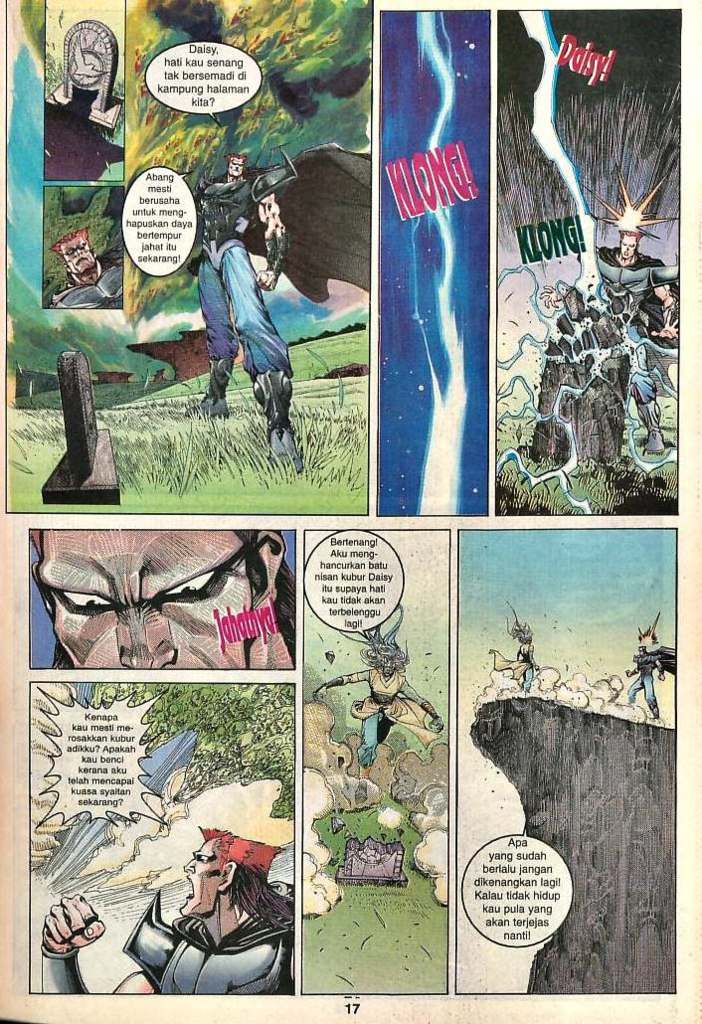 Daisy,
hati kau senang
tak bersemadi di
kampung halaman
kita?
Abang
mesti
berusaha
untuk meng-
hapuskan daya
bertempur
jahat itu
sekarang!
KLONG!
Daisy!
KLONG!
Jahatnya!
Kenapa
kau mesti me-
rosakkan kubur
adikku? Apakah
kau benci
kerana aku
telah mencapai
kuasa syaitan
sekarang?
Bertenang!
Aku meng-
hancurkan batu
nisan kubur Daisy
itu supaya hati
kau tidak akan
terbelenggu
lagi!
Apa
yang sudah
berlalu jangan
dikenangkan lagi!
Kalau tak hidup
kau pula yang
akan terjejas
nanti!
17